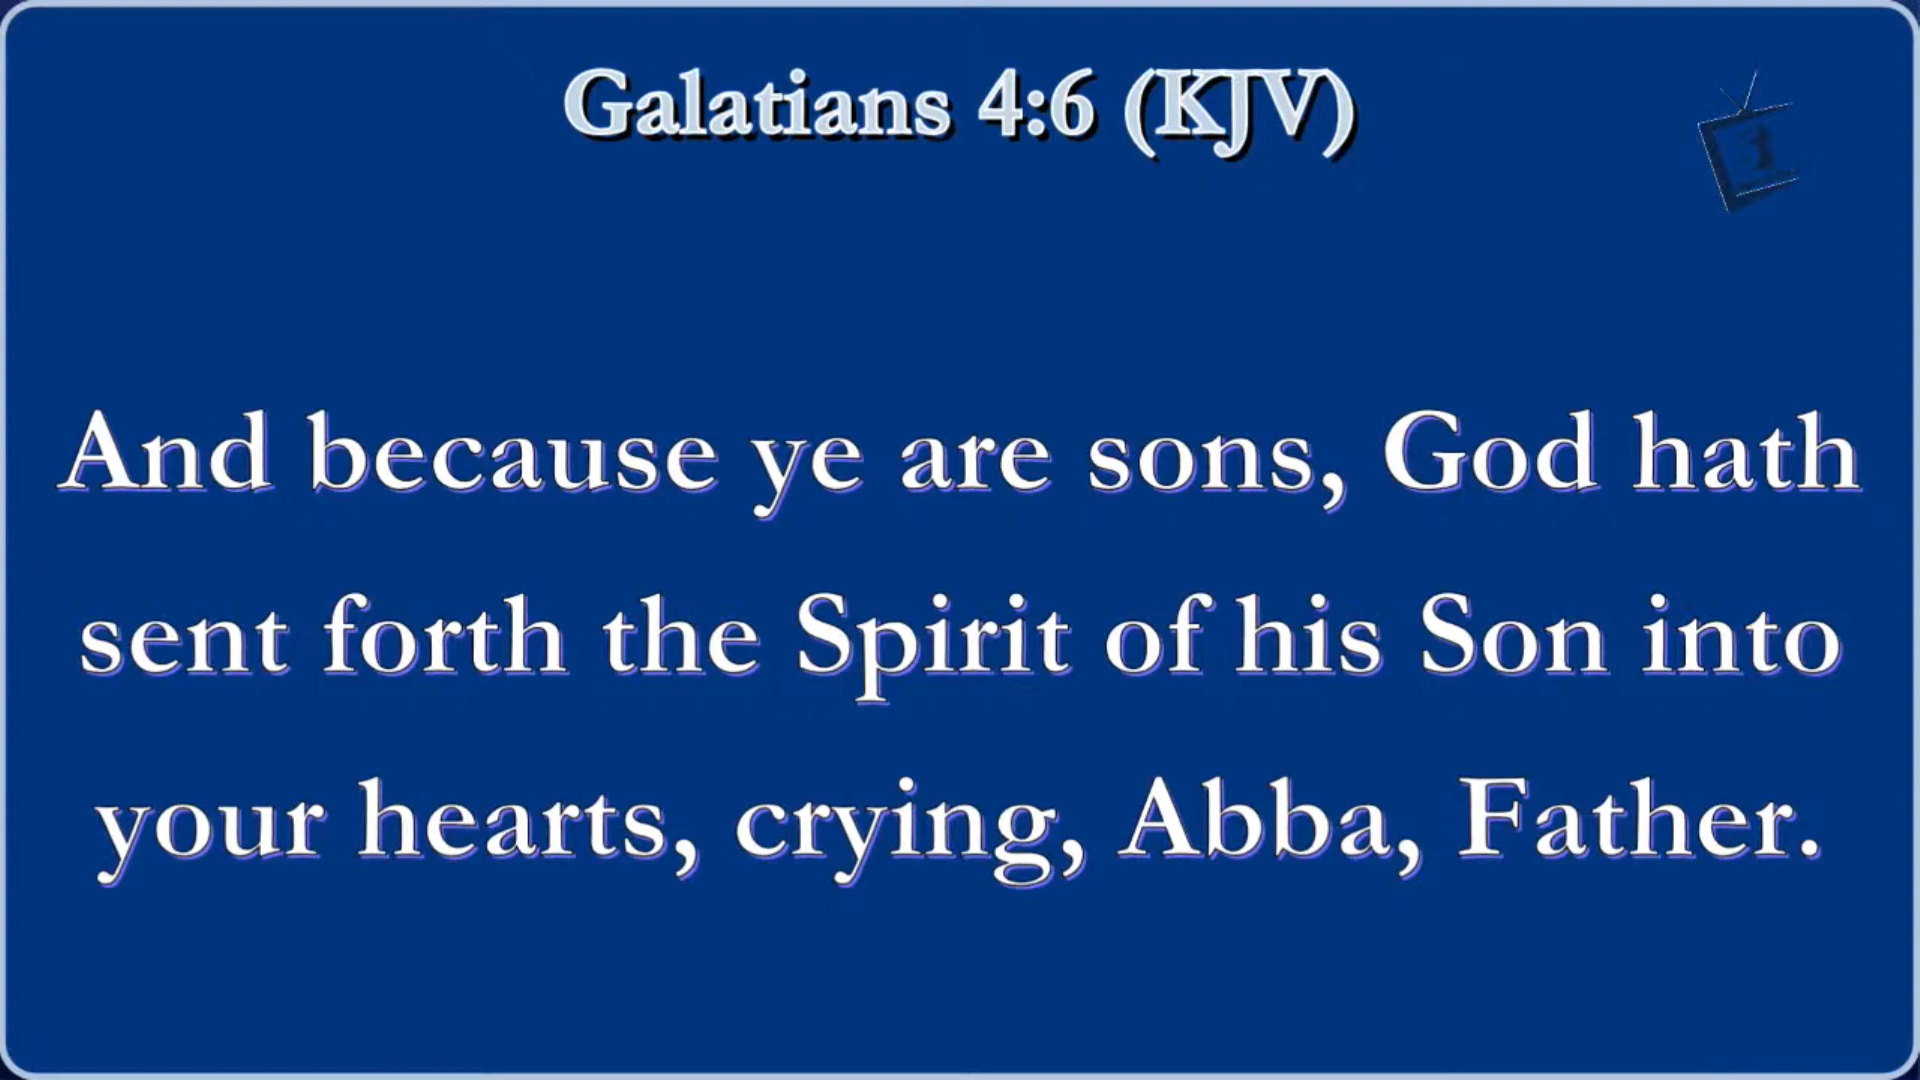 Galatians 4:6 (KJV)
And because ye are sons, God hath
sent forth the Spirit of his Son into
your hearts, crying, Abba, Father.